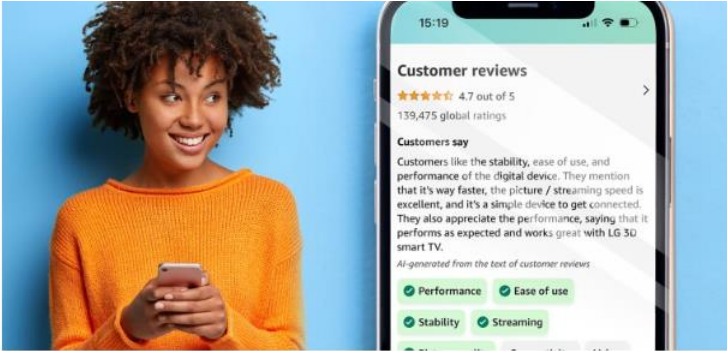 15:19
Customer reviews
4.7 out of 5
139,475 global ratings
Customers say
Customers like the stability, ease of use, and
performance of the digital device. They mention
that it's way faster, the picture / streaming speed is
excellent, and it's a simple device to get connected.
They also appreciate the performance, saying that it
performs as expected and works great with LG 3D
smart TV.
AI-generated from the text of customer reviews
Performance Ease of use
Stability Streaming